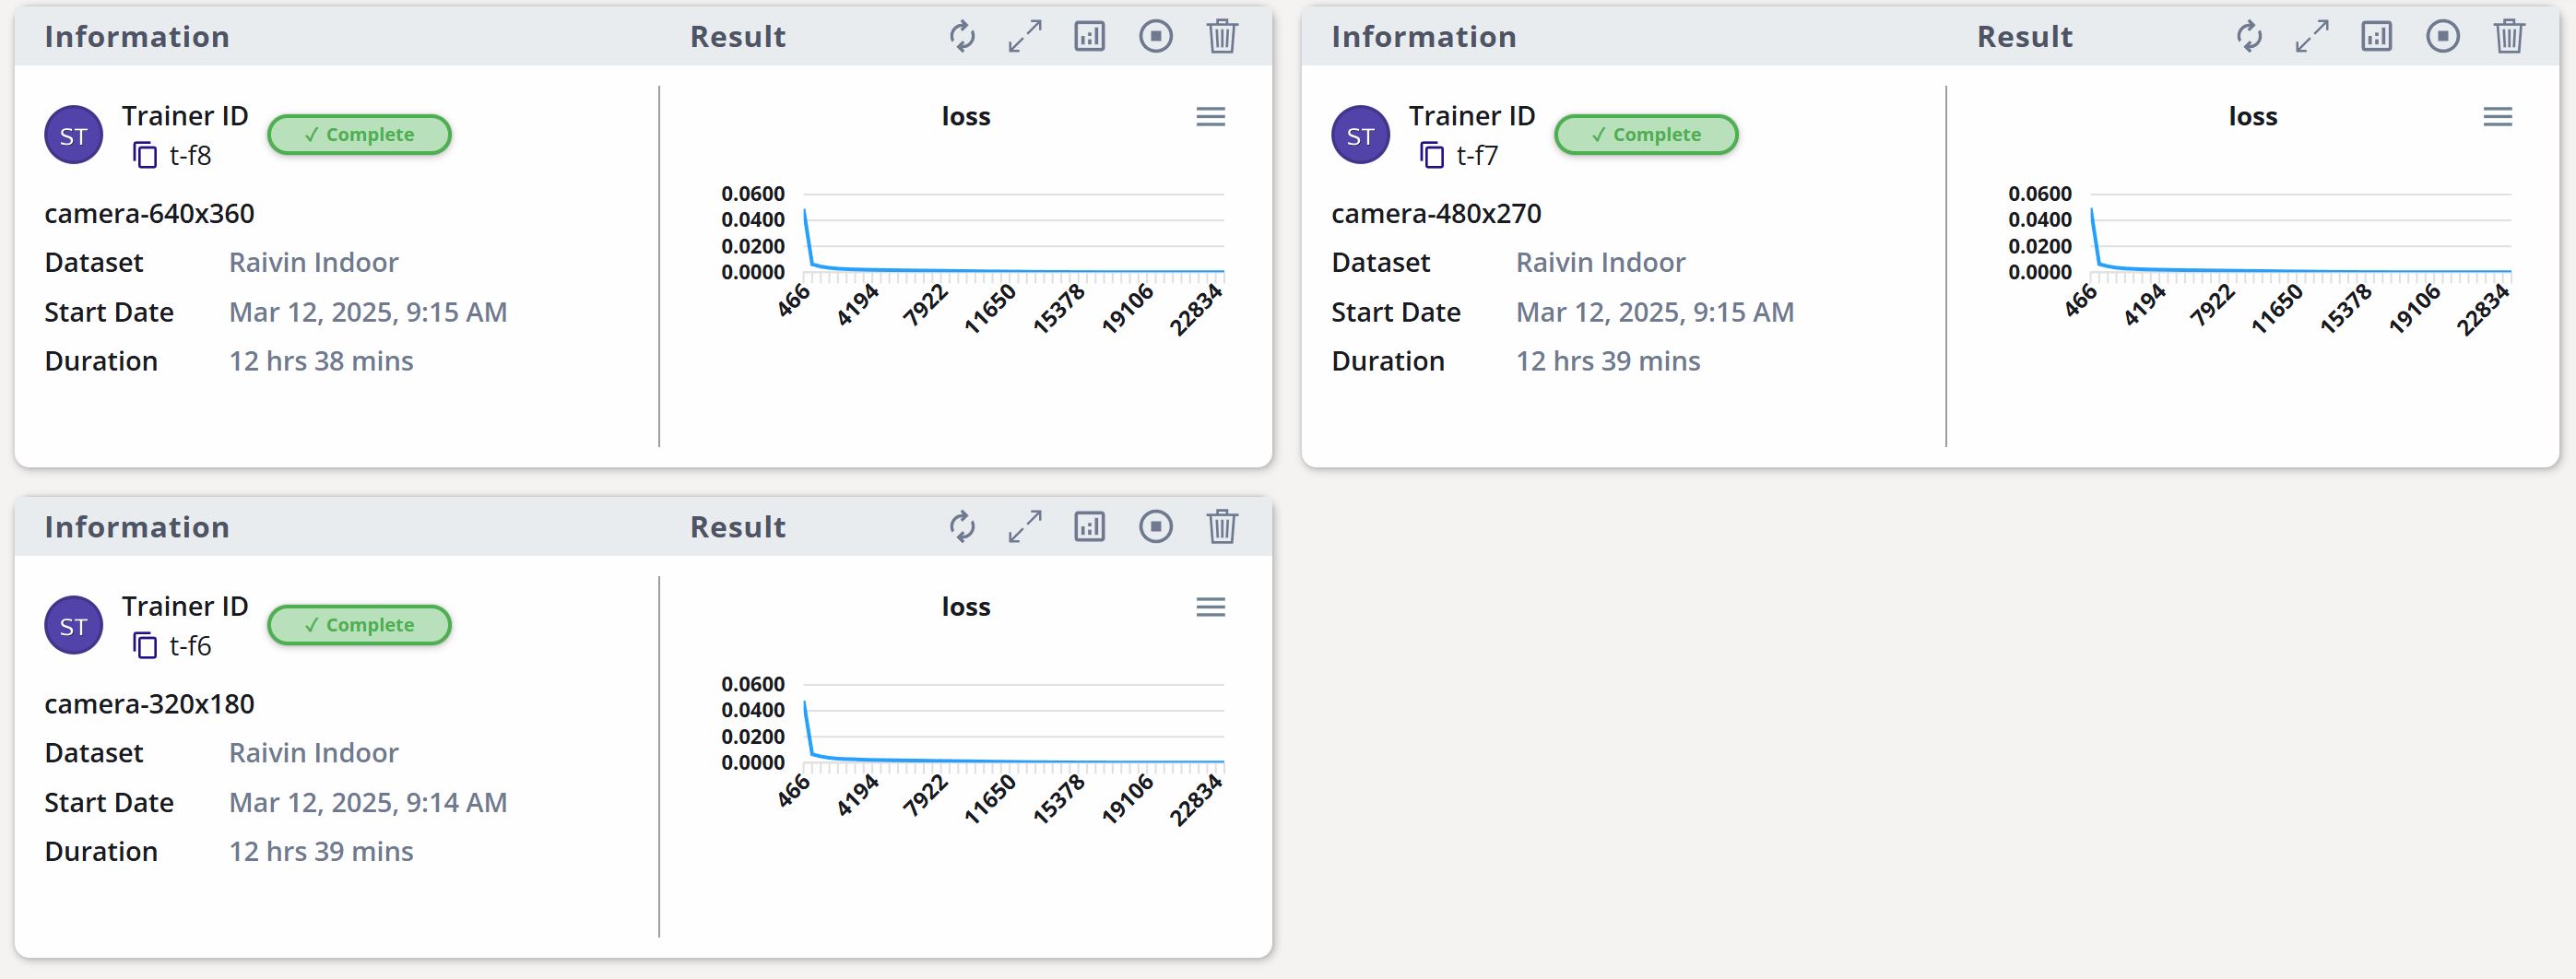 Information Result
ST Trainer ID ✓ Complete
t-f8
camera-640x360
Dataset Raivin Indoor
Start Date Mar 12, 2025, 9:15 AM
Duration 12 hrs 38 mins
loss
0.0600
0.0400
0.0200
0.0000
466 4194 7922 11650 15378 19106 22834
Information Result
ST Trainer ID ✓ Complete
t-f7
camera-480x270
Dataset Raivin Indoor
Start Date Mar 12, 2025, 9:15 AM
Duration 12 hrs 39 mins
loss
0.0600
0.0400
0.0200
0.0000
466 4194 7922 11650 15378 19106 22834
Information Result
ST Trainer ID ✓ Complete
t-f6
camera-320x180
Dataset Raivin Indoor
Start Date Mar 12, 2025, 9:14 AM
Duration 12 hrs 39 mins
loss
0.0600
0.0400
0.0200
0.0000
466 4194 7922 11650 15378 19106 22834